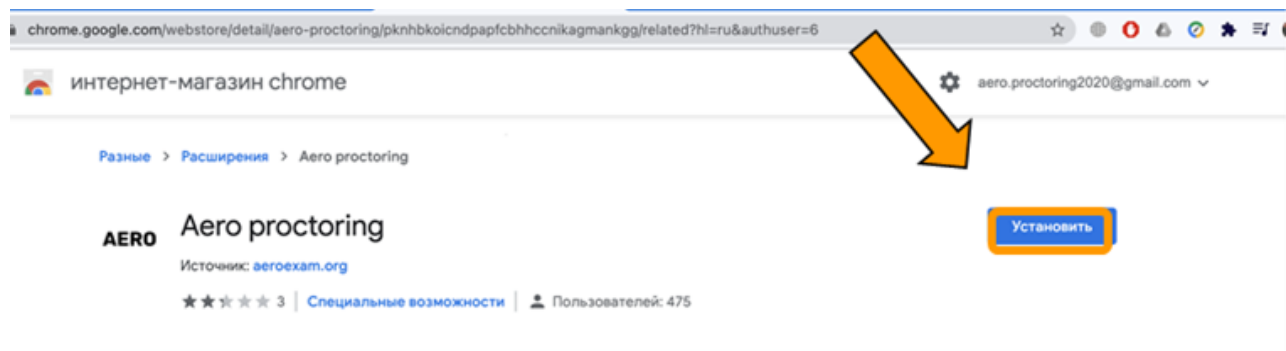 chrome.google.com/webstore/detail/aero-proctoring/pknhbkoicndpapfcbhhccnikagmankgg/related?hl=ru&authuser=6
интернет-магазин chrome
aero.proctoring2020@gmail.com
Разные > Расширения > Aero proctoring
AERO
Aero proctoring
Установить
Источник: aeroexam.org
3 | Специальные возможности | Пользователей: 475